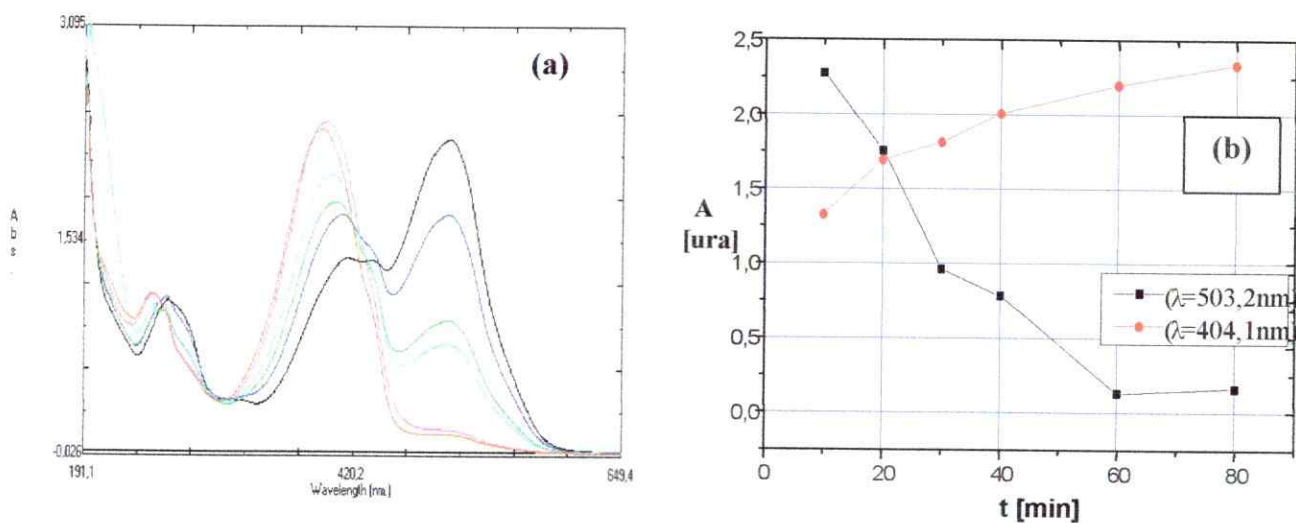 3.095
(a)
A
b
s
.
1,534
-0.026
191,1
420,2
649,4
Wavelength (nm.)
2,5
2,0
1,5
1,0
0,5
0,0
A
[ura]
(b)
(λ=503,2nm)
(λ=404,1nm)
0
20
40
60
80
t [min]